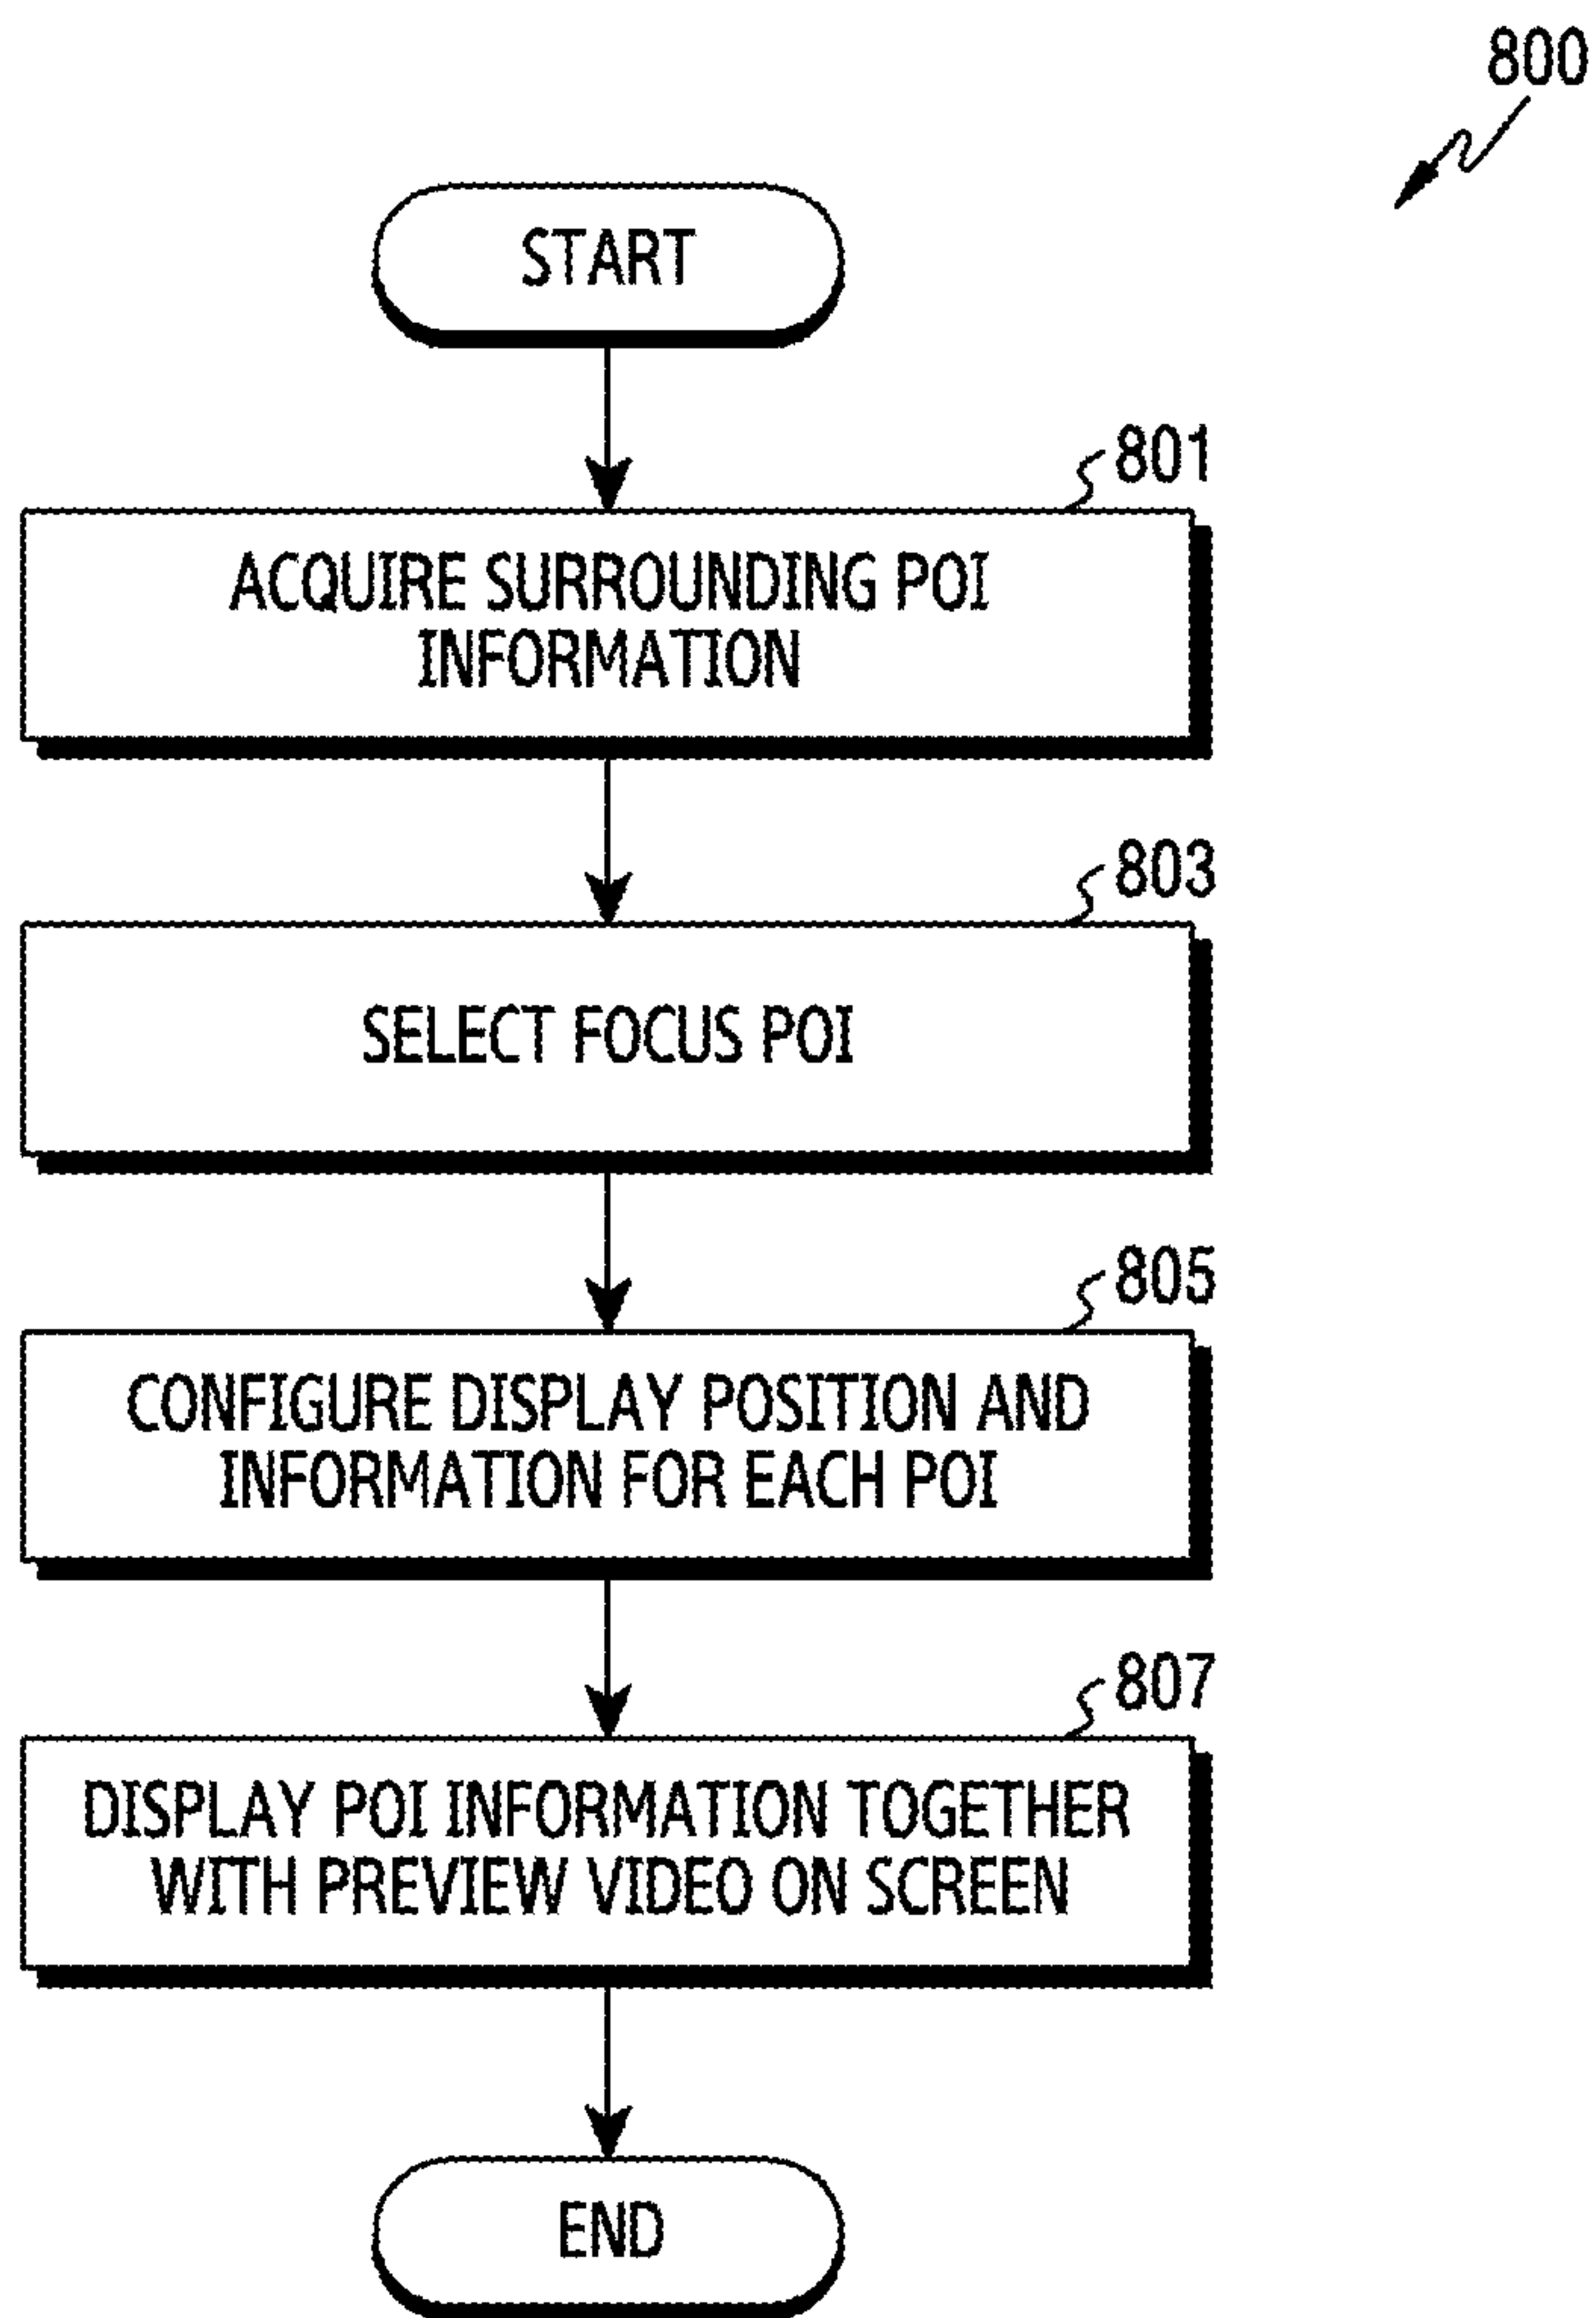 800
START
801
ACQUIRE SURROUNDING POI
INFORMATION
803
SELECT FOCUS POI
805
CONFIGURE DISPLAY POSITION AND
INFORMATION FOR EACH POI
807
DISPLAY POI INFORMATION TOGETHER
WITH PREVIEW VIDEO ON SCREEN
END